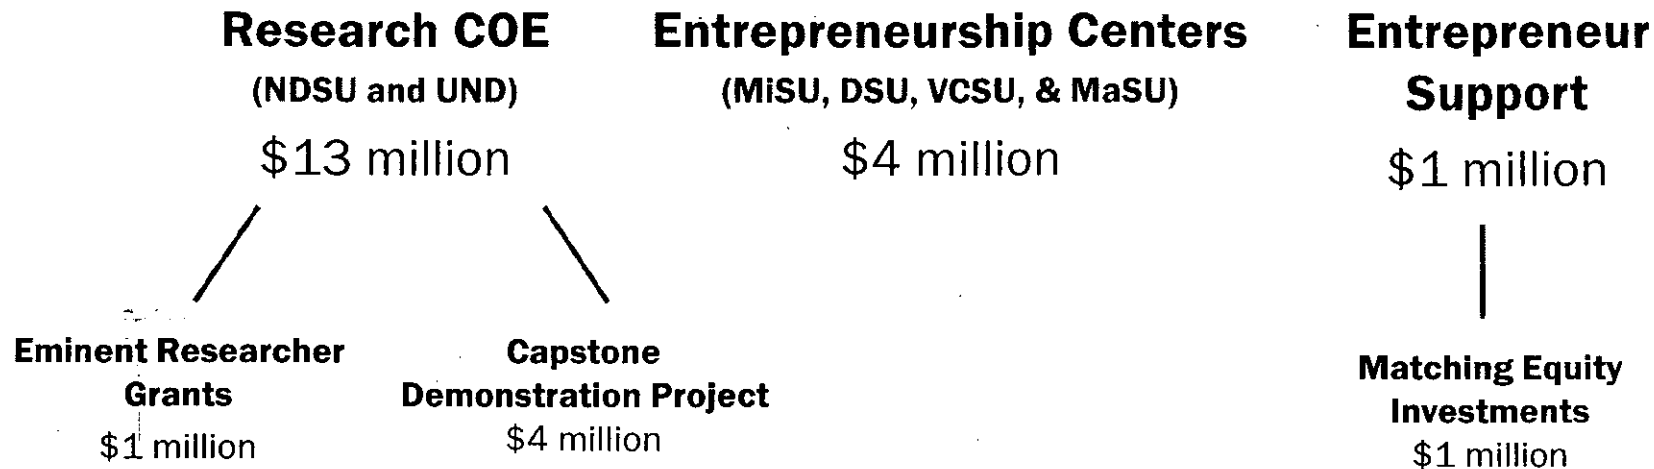 Research COE
(NDSU and UND)
$13 million
Entrepreneurship Centers
(MiSU, DSU, VCSU, & MaSU)
$4 million
Entrepreneur
Support
$1 million
Eminent Researcher
Grants
$1 million
Capstone
Demonstration Project
$4 million
Matching Equity
Investments
$1 million